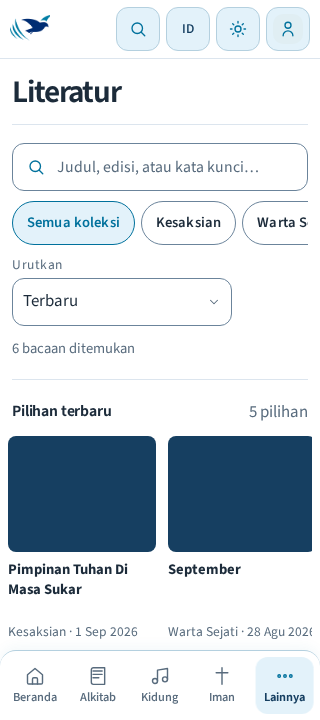 ID
Literatur
Judul, edisi, atau kata kunci…
Semua koleksi
Kesaksian
Warta
Urutkan
Terbaru
6 bacaan ditemukan
Pilihan terbaru
5 pilihan
Pimpinan Tuhan Di
Masa Sukar
September
Kesaksian · 1 Sep 2026
Warta Sejati · 28 Agu 2026
Beranda
Alkitab
Kidung
Iman
Lainnya